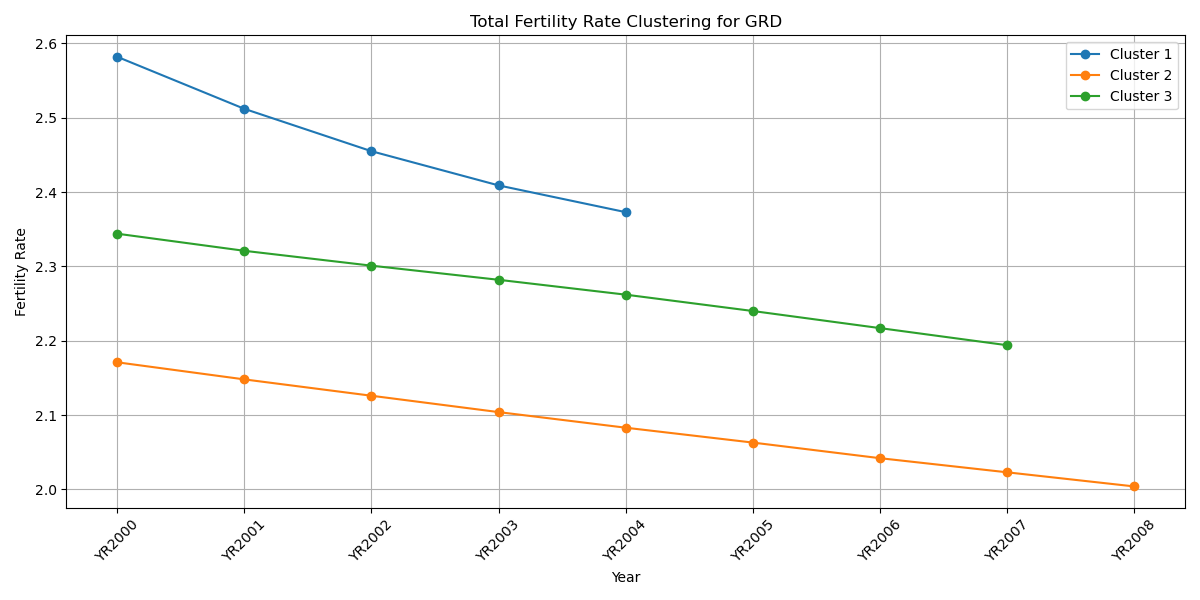 Total Fertility Rate Clustering for GRD
Cluster 1
Cluster 2
Cluster 3
Fertility Rate
2.6
2.5
2.4
2.3
2.2
2.1
2.0
YR2000
YR2001
YR2002
YR2003
YR2004
YR2005
YR2006
YR2007
YR2008
Year